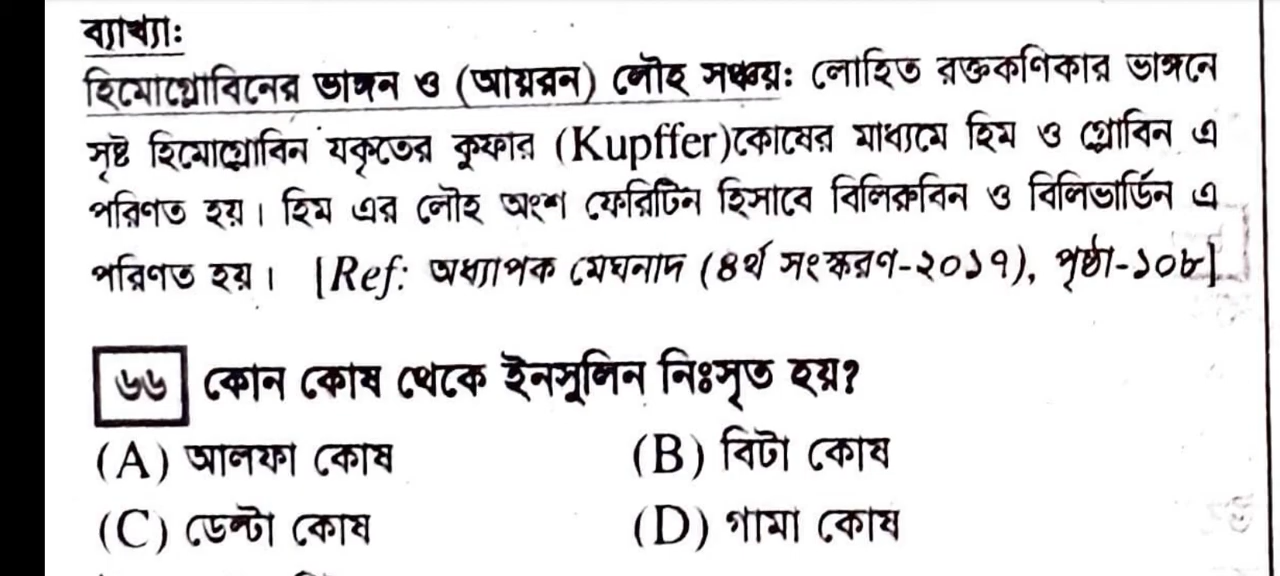 ব্যাখ্যাঃ
হিমোগ্লোবিনের ভাঙ্গন ও (আয়রন) লৌহ সঞ্চয়ঃ লোহিত রক্তকণিকার ভাঙ্গনে
সৃষ্ট হিমোগ্লোবিন যকৃতের কুফার (Kupffer)কোষের মাধ্যমে হিম ও গ্লোবিন এ
পরিণত হয়। হিম এর লৌহ অংশ ফেরিটিন হিসাবে বিলিরুবিন ও বিলিভার্ডিন এ
পরিণত হয়। [Ref: অধ্যাপক মেঘনাদ (৪র্থ সংস্করণ-২০১৭), পৃষ্ঠা-১০৮]
৬৬ কোন কোষ থেকে ইনসুলিন নিঃসৃত হয়?
(A) আলফা কোষ (B) বিটা কোষ
(C) ডেল্টা কোষ (D) গামা কোষ